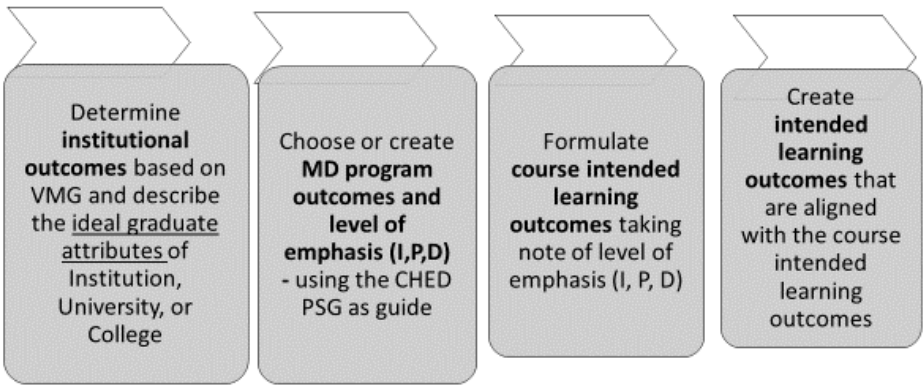 Determine
institutional
outcomes based on
VMG and describe
the ideal graduate
attributes of
Institution,
University, or
College
Choose or create
MD program
outcomes and
level of
emphasis (I,P,D)
- using the CHED
PSG as guide
Formulate
course intended
learning
outcomes taking
note of level of
emphasis (I, P, D)
Create
intended
learning
outcomes that
are aligned
with the course
intended
learning
outcomes